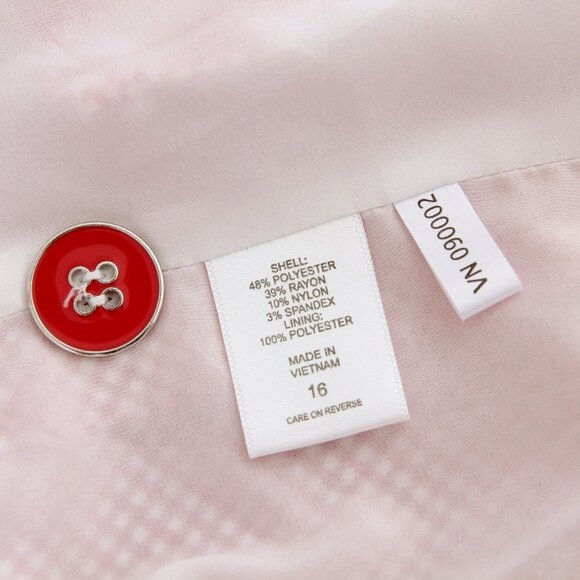 SHELL:
48% POLYESTER
39% RAYON
10% NYLON
3% SPANDEX
LINING:
100% POLYESTER
MADE IN
VIETNAM
16
CARE ON REVERSE
VN 090002